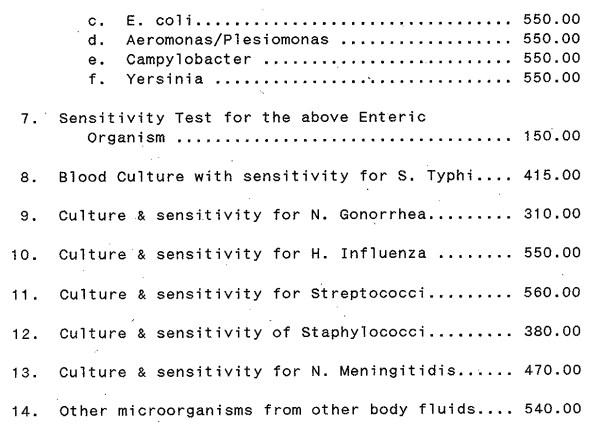 c. E. coli................................. 550.00
d. Aeromonas/Plesiomonas ................... 550.00
e. Campylobacter ........................... 550.00
f. Yersinia ................................ 550.00
7. Sensitivity Test for the above Enteric
Organism ................................... 150.00
8. Blood Culture with sensitivity for S. Typhi.... 415.00
9. Culture & sensitivity for N. Gonorrhea......... 310.00
10. Culture & sensitivity for H. Influenza ........ 550.00
11. Culture & sensitivity for Streptococci......... 560.00
12. Culture & sensitivity of Staphylococci......... 380.00
13. Culture & sensitivity for N. Meningitidis...... 470.00
14. Other microorganisms from other body fluids.... 540.00